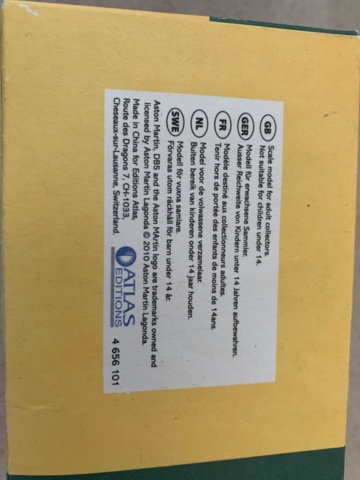 GB Scale model for adult collectors.
Not suitable for children under 14.
GER Modell für erwachsene Sammler.
Ausser Reichweite von Kindern unter 14 Jahren aufbewahren.
FR Modèle destiné aux collectionneurs adultes.
Tenir hors de portée des enfants de moins de 14ans.
NL Model voor de volwassene verzamelaar.
Buiten bereik van kinderen onder 14 jaar houden.
SWE Modell för vuxna samlare.
Förvaras utom räckhåll för barn under 14 år.
Aston Martin, DB5 and the Aston MArtin logo are trademarks owned and
licensed by Aston Martin Lagonda. © 2010 Aston Martin Lagonda.
Made in China for Editions Atlas,
Route des Dragons 7, CH-1033,
Cheseaux-sur-Lausanne, Switzerland.
ATLAS
EDITIONS
4 656 101